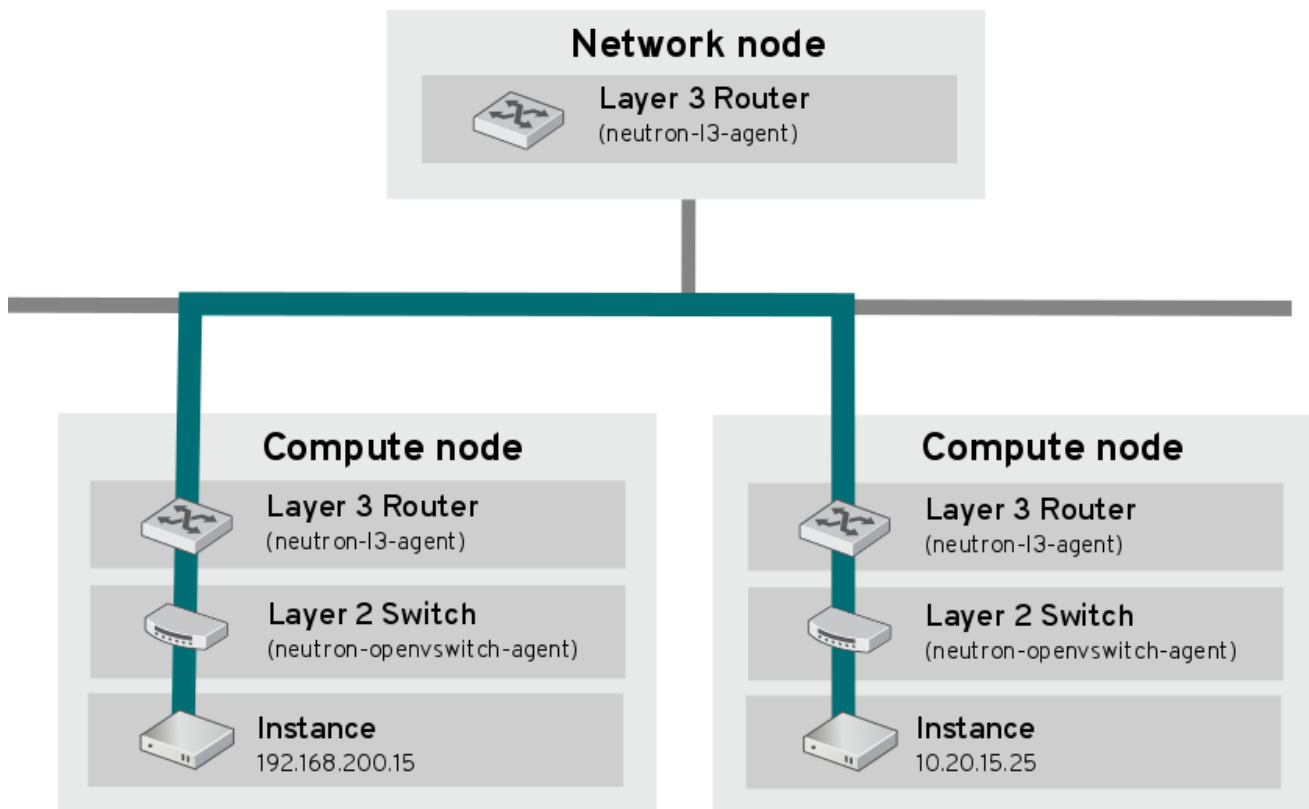 Network node
Layer 3 Router
(neutron-l3-agent)
Compute node
Layer 3 Router
(neutron-l3-agent)
Layer 2 Switch
(neutron-openvswitch-agent)
Instance
192.168.200.15
Compute node
Layer 3 Router
(neutron-l3-agent)
Layer 2 Switch
(neutron-openvswitch-agent)
Instance
10.20.15.25